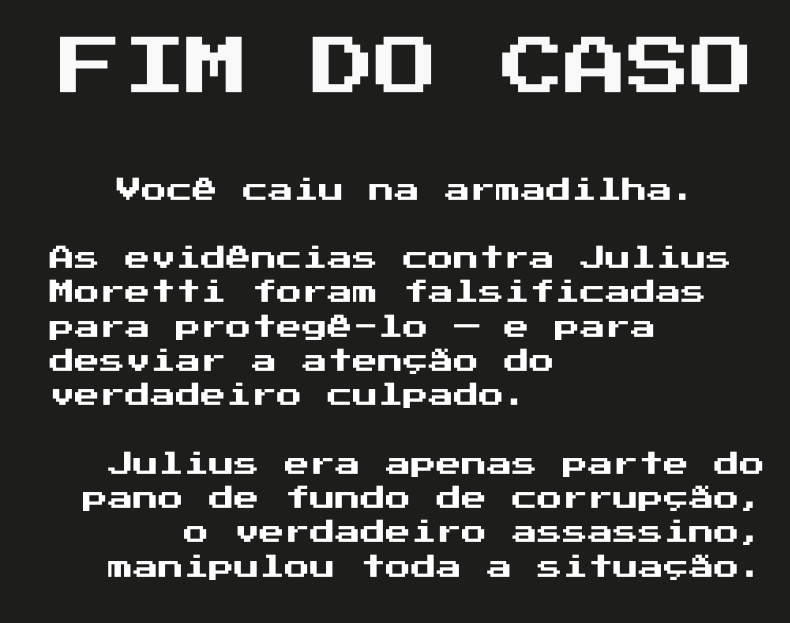 FIM DO CASO
Você caiu na armadilha.
As evidências contra Julius
Moretti foram falsificadas
para protegê-lo — e para
desviar a atenção do
verdadeiro culpado.
Julius era apenas parte do
pano de fundo de corrupção,
o verdadeiro assassino,
manipulou toda a situação.